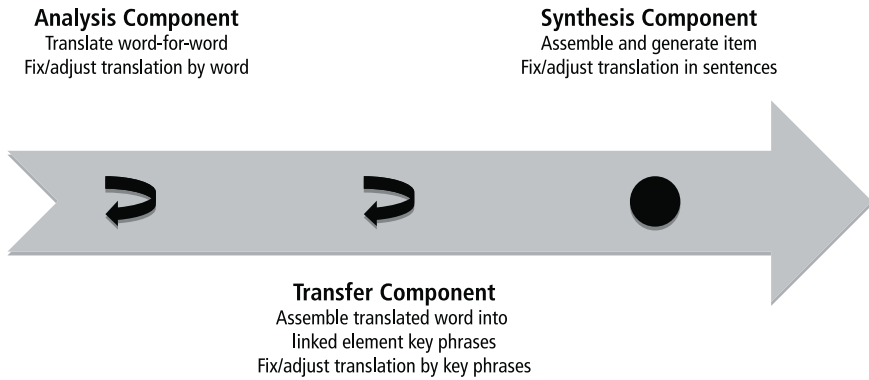 Analysis Component
Translate word-for-word
Fix/adjust translation by word
Synthesis Component
Assemble and generate item
Fix/adjust translation in sentences
Transfer Component
Assemble translated word into
linked element key phrases
Fix/adjust translation by key phrases